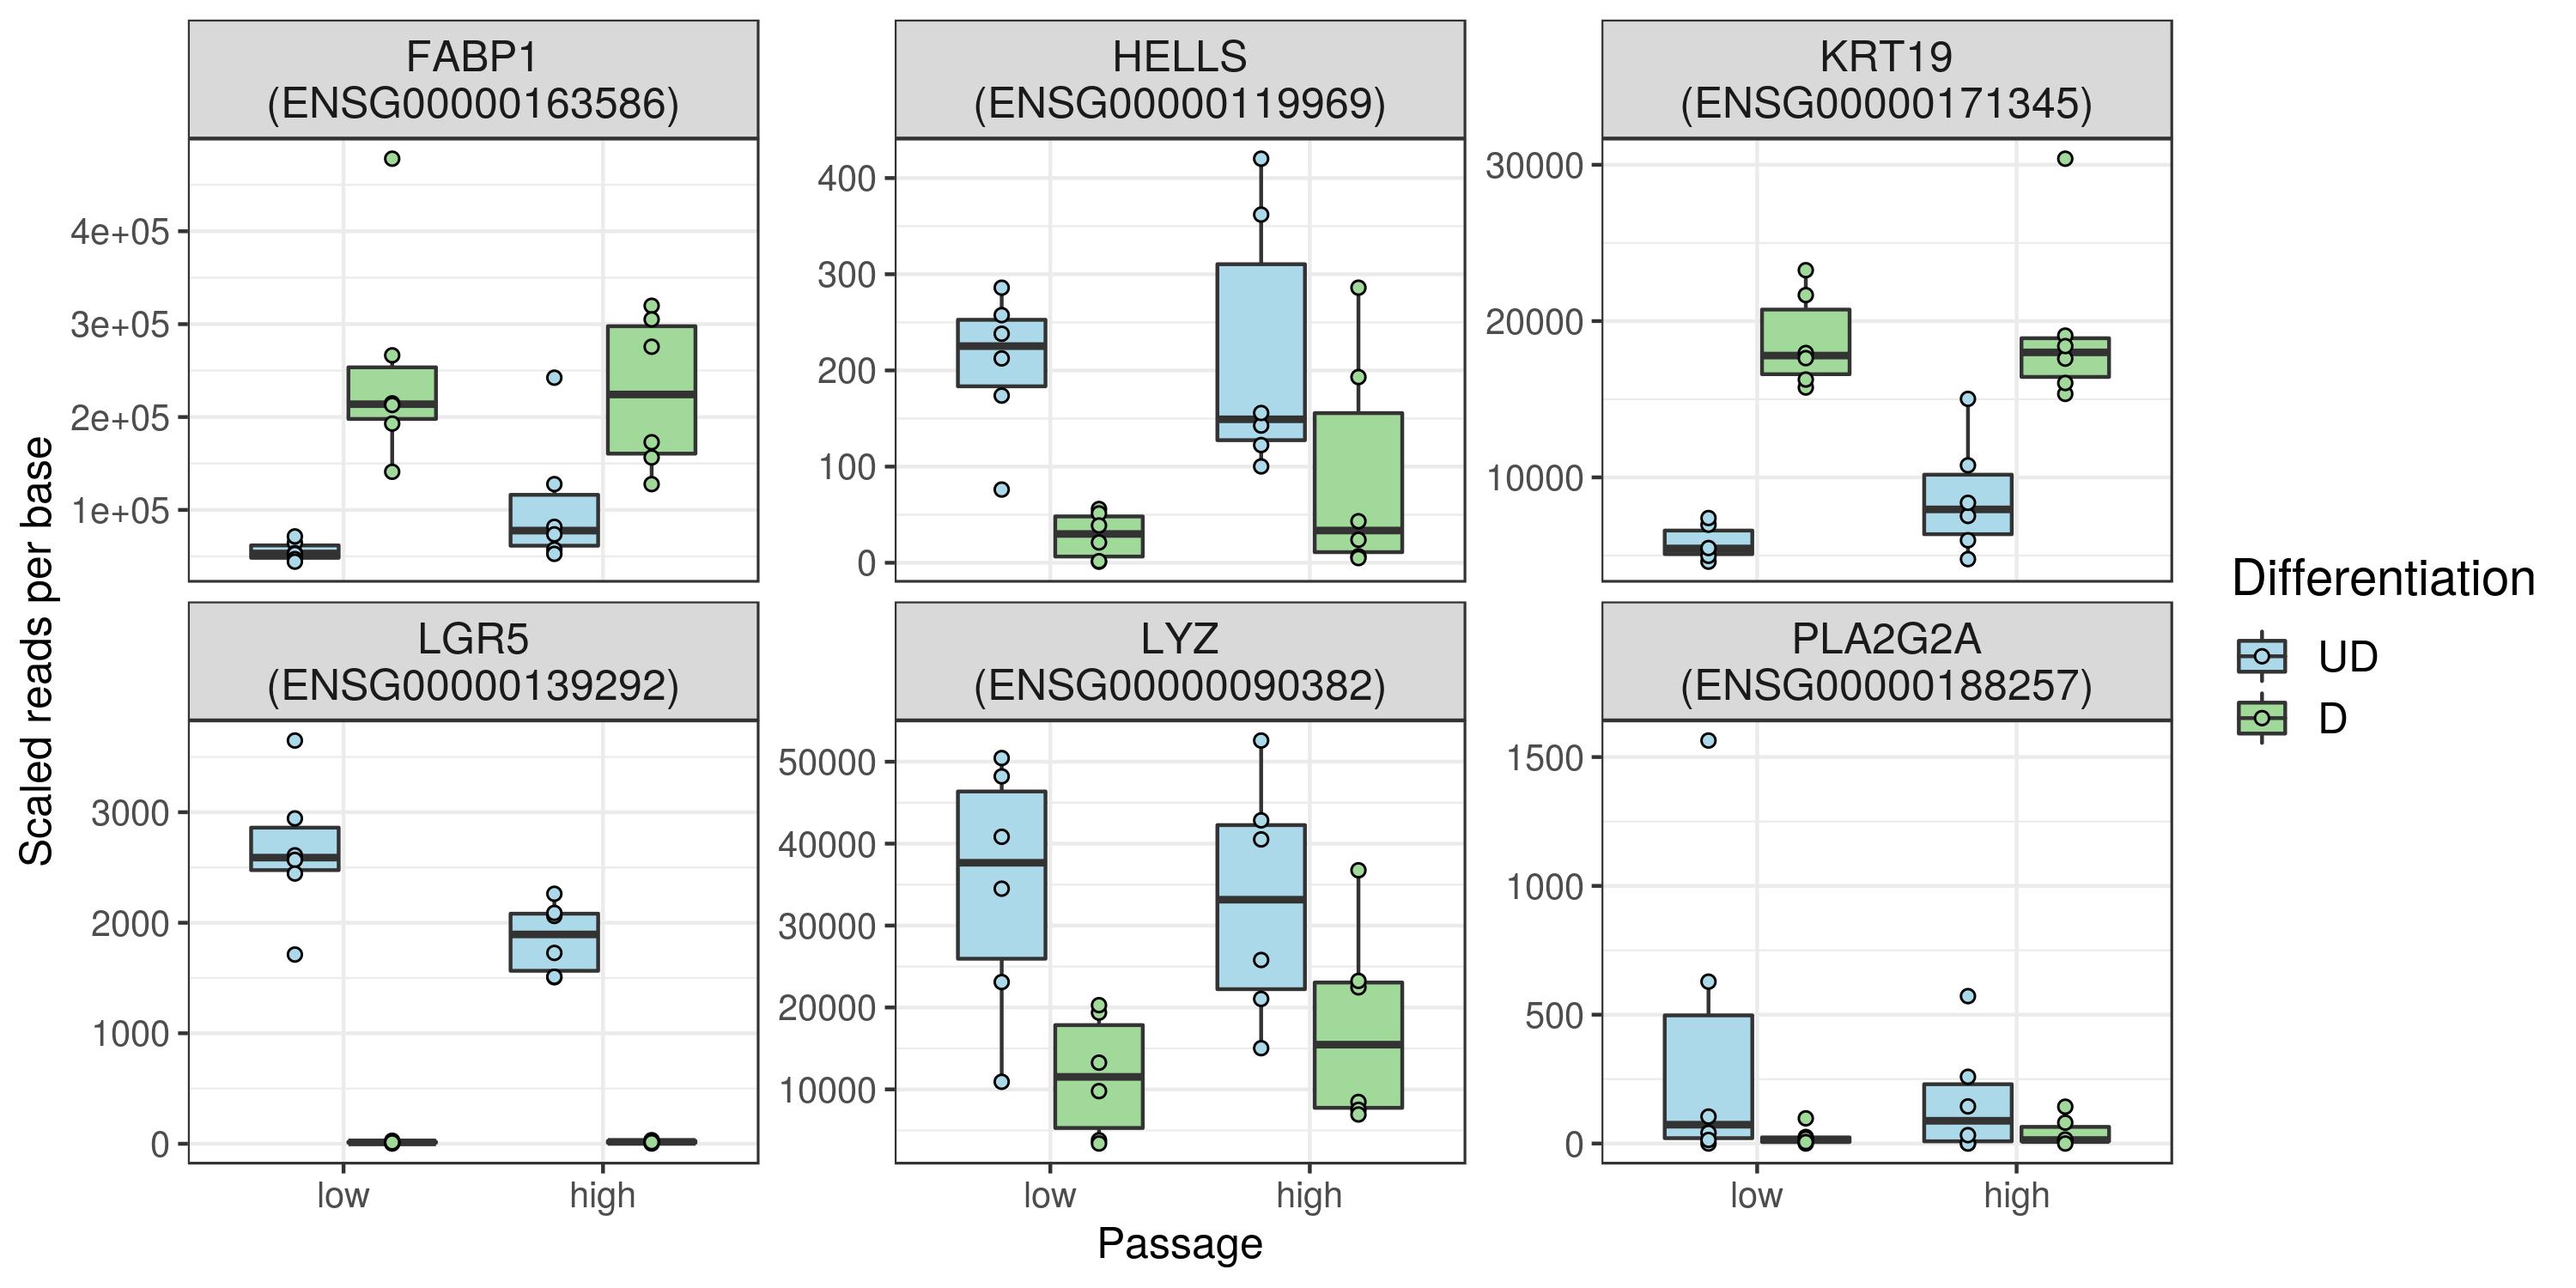 FABP1
(ENSG00000163586)
HELLS
(ENSG00000119969)
KRT19
(ENSG00000171345)
4e+05
3e+05
2e+05
1e+05
400
300
200
100
0
30000
20000
10000
LGR5
(ENSG00000139292)
LYZ
(ENSG00000090382)
PLA2G2A
(ENSG00000188257)
3000
2000
1000
0
50000
40000
30000
20000
10000
1500
1000
500
0
low high
low high
low high
Passage
Scaled reads per base
Differentiation
UD
D